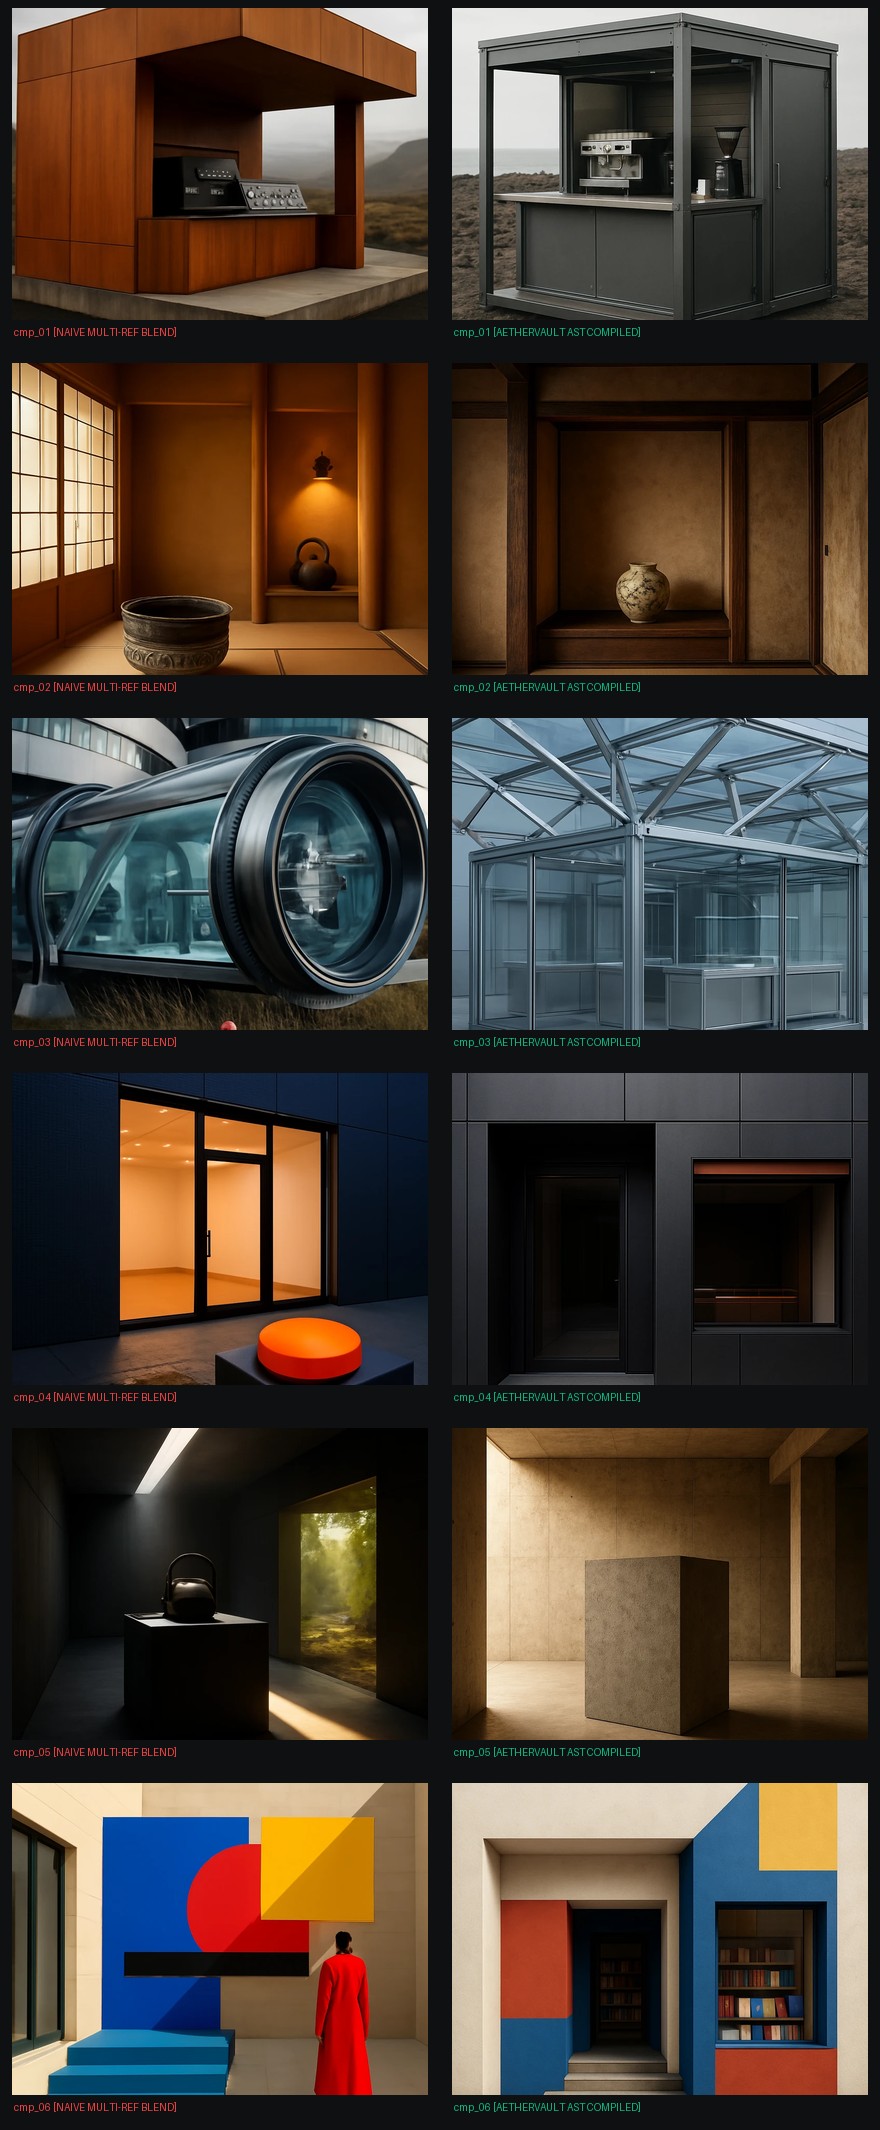 cmp_01 [NAIVE MULTI-REF BLEND]
cmp_01 [AETHERVAULT AST COMPILED]
cmp_02 [NAIVE MULTI-REF BLEND]
cmp_02 [AETHERVAULT AST COMPILED]
cmp_03 [NAIVE MULTI-REF BLEND]
cmp_03 [AETHERVAULT AST COMPILED]
cmp_04 [NAIVE MULTI-REF BLEND]
cmp_04 [AETHERVAULT AST COMPILED]
cmp_05 [NAIVE MULTI-REF BLEND]
cmp_05 [AETHERVAULT AST COMPILED]
cmp_06 [NAIVE MULTI-REF BLEND]
cmp_06 [AETHERVAULT AST COMPILED]